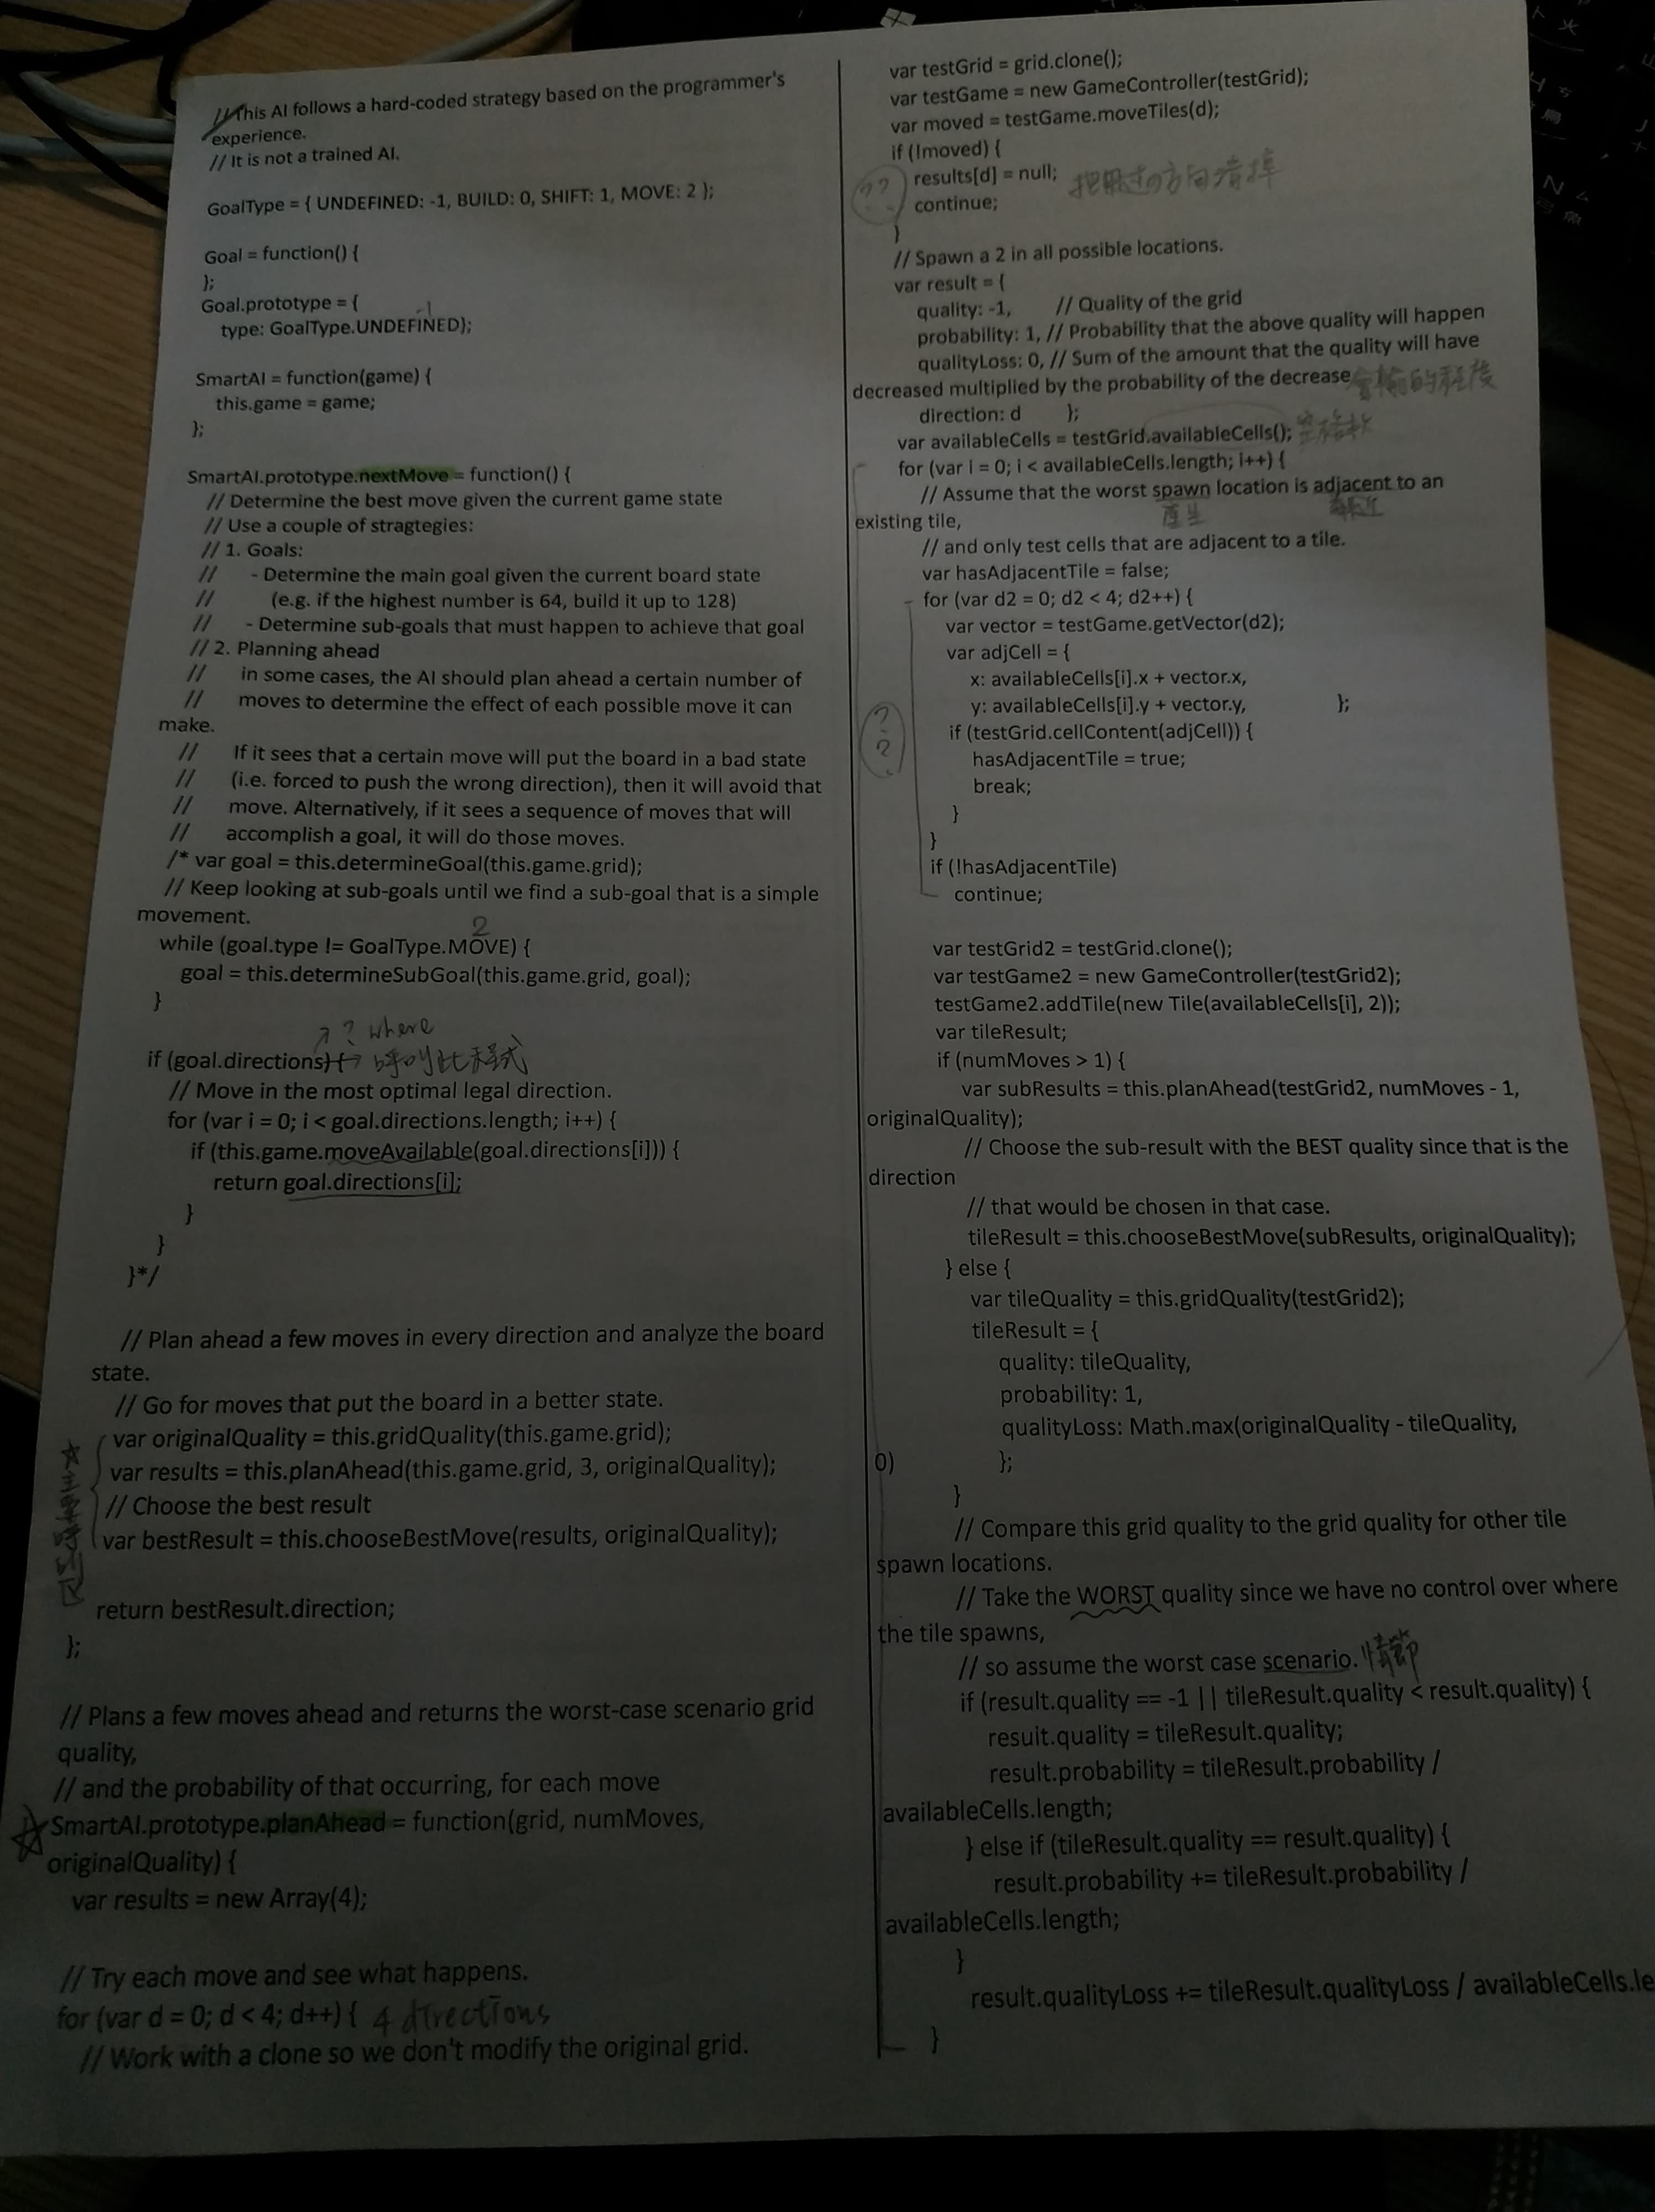 // This AI follows a hard-coded strategy based on the programmer's
experience.
// It is not a trained AI.
GoalType = { UNDEFINED: -1, BUILD: 0, SHIFT: 1, MOVE: 2 };
Goal = function() {
};
Goal.prototype = {
-1
type: GoalType.UNDEFINED};
SmartAI = function(game) {
this.game = game;
};
SmartAI.prototype.nextMove = function() {
// Determine the best move given the current game state
// Use a couple of stragtegies:
// 1. Goals:
// - Determine the main goal given the current board state
// (e.g. if the highest number is 64, build it up to 128)
// - Determine sub-goals that must happen to achieve that goal
// 2. Planning ahead
// in some cases, the AI should plan ahead a certain number of
// moves to determine the effect of each possible move it can
make.
// If it sees that a certain move will put the board in a bad state
// (i.e. forced to push the wrong direction), then it will avoid that
// move. Alternatively, if it sees a sequence of moves that will
// accomplish a goal, it will do those moves.
/* var goal = this.determineGoal(this.game.grid);
// Keep looking at sub-goals until we find a sub-goal that is a simple
movement.
2
while (goal.type != GoalType.MOVE) {
goal = this.determineSubGoal(this.game.grid, goal);
}
? where
if (goal.directions) { 呼叫此程式
// Move in the most optimal legal direction.
for (var i = 0; i < goal.directions.length; i++) {
if (this.game.moveAvailable(goal.directions[i])) {
return goal.directions[i];
}
}
}*/
// Plan ahead a few moves in every direction and analyze the board
state.
// Go for moves that put the board in a better state.
var originalQuality = this.gridQuality(this.game.grid);
var results = this.planAhead(this.game.grid, 3, originalQuality);
// Choose the best result
var bestResult = this.chooseBestMove(results, originalQuality);
return bestResult.direction;
};
// Plans a few moves ahead and returns the worst-case scenario grid
quality,
// and the probability of that occurring, for each move
SmartAI.prototype.planAhead = function(grid, numMoves,
originalQuality) {
var results = new Array(4);
// Try each move and see what happens.
for (var d = 0; d < 4; d++) { 4 directions
// Work with a clone so we don't modify the original grid.
var testGrid = grid.clone();
var testGame = new GameController(testGrid);
var moved = testGame.moveTiles(d);
if (!moved) {
?? results[d] = null; 方向清掉
continue;
}
// Spawn a 2 in all possible locations.
var result = {
quality: -1, // Quality of the grid
probability: 1, // Probability that the above quality will happen
qualityLoss: 0, // Sum of the amount that the quality will have
decreased multiplied by the probability of the decrease 會輸的程度
direction: d };
var availableCells = testGrid.availableCells(); 空格
for (var i = 0; i < availableCells.length; i++) {
// Assume that the worst spawn location is adjacent to an
existing tile, 產生
// and only test cells that are adjacent to a tile.
var hasAdjacentTile = false;
for (var d2 = 0; d2 < 4; d2++) {
var vector = testGame.getVector(d2);
var adjCell = {
x: availableCells[i].x + vector.x,
y: availableCells[i].y + vector.y, };
??
if (testGrid.cellContent(adjCell)) {
hasAdjacentTile = true;
break;
}
}
if (!hasAdjacentTile)
continue;
var testGrid2 = testGrid.clone();
var testGame2 = new GameController(testGrid2);
testGame2.addTile(new Tile(availableCells[i], 2));
var tileResult;
if (numMoves > 1) {
var subResults = this.planAhead(testGrid2, numMoves - 1,
originalQuality);
// Choose the sub-result with the BEST quality since that is the
direction
// that would be chosen in that case.
tileResult = this.chooseBestMove(subResults, originalQuality);
} else {
var tileQuality = this.gridQuality(testGrid2);
tileResult = {
quality: tileQuality,
probability: 1,
qualityLoss: Math.max(originalQuality - tileQuality,
0) };
}
// Compare this grid quality to the grid quality for other tile
spawn locations.
// Take the WORST quality since we have no control over where
the tile spawns,
// so assume the worst case scenario. 情節
if (result.quality == -1 || tileResult.quality < result.quality) {
resuit.quality = tileResult.quality;
result.probability = tileResult.probability /
availableCells.length;
} else if (tileResult.quality == result.quality) {
result.probability += tileResult.probability /
availableCells.length;
}
result.qualityLoss += tileResult.qualityLoss / availableCells.le
}